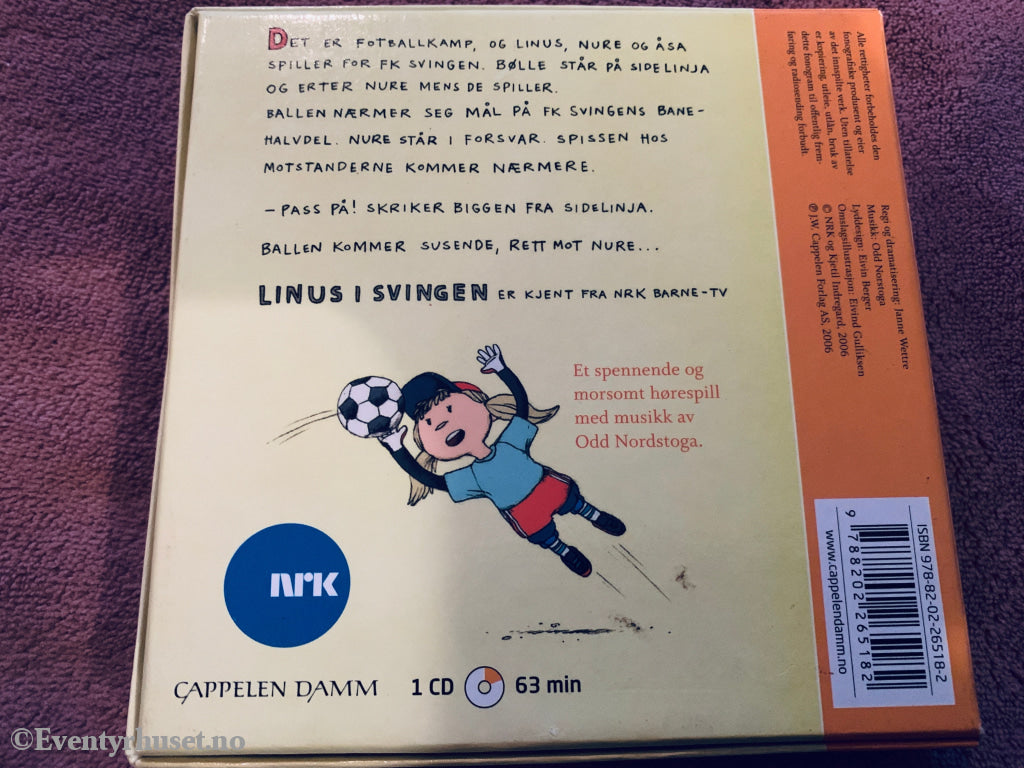 DET ER FOTBALLKAMP, OG LINUS, NURE OG ÅSA
SPILLER FOR FK SVINGEN. BØLLE STÅR PÅ SIDELINJA
OG ERTER NURE MENS DE SPILLER.
BALLEN NÆRMER SEG MÅL PÅ FK SVINGENS BANE-
HALVDEL. NURE STÅR I FORSVAR. SPISSEN HOS
MOTSTANDERNE KOMMER NÆRMERE.
– PASS PÅ! SKRIKER BIGGEN FRA SIDELINJA.
BALLEN KOMMER SUSENDE, RETT MOT NURE...
LINUS I SVINGEN ER KJENT FRA NRK BARNE-TV
Et spennende og
morsomt hørespill
med musikk av
Odd Nordstoga.
NRK
CAPPELEN DAMM 1 CD 63 min
Alle rettigheter forbeholdes den
fonografiske produsent og eier
av det innspilte verk. Uten tillatelse
er kopiering, utleie, utlån, bruk av
dette fonogram til offentlig frem-
føring og radiosending forbudt.
Regi og dramatisering: Janne Wettre
Musikk: Odd Norstoga
Lyddesign: Eivin Berger
Omslagsillustrasjon: Eivind Gulliksen
© NRK og Kjetil Indregard, 2006
℗ J.W. Cappelen Forlag AS, 2006
ISBN 978-82-02-26518-2
9 788202 265182
www.cappelendamm.no
©Eventyrhuset.no